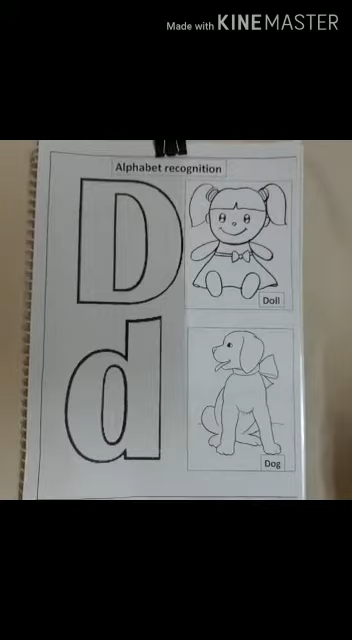 Made with KINEMASTER
Alphabet recognition
D
Doll
d
Dog